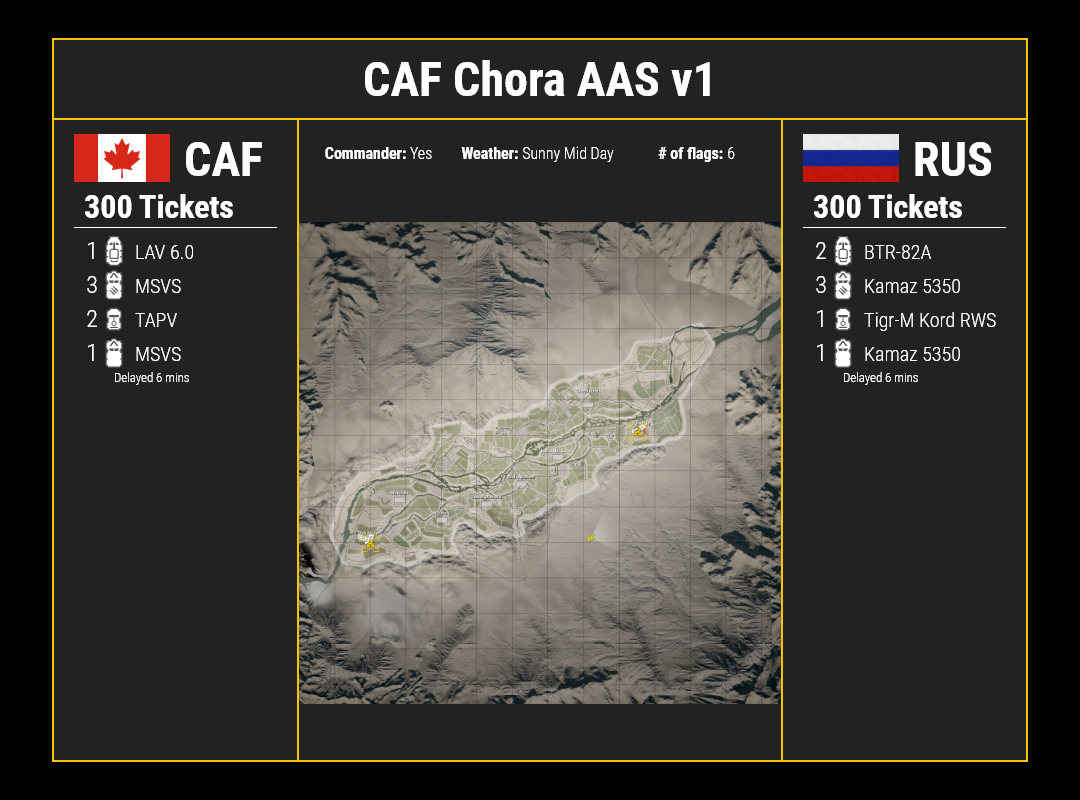 CAF Chora AAS v1
CAF
300 Tickets
1 LAV 6.0
3 MSVS
2 TAPV
1 MSVS
Delayed 6 mins
Commander: Yes Weather: Sunny Mid Day # of flags: 6
RUS
300 Tickets
2 BTR-82A
3 Kamaz 5350
1 Tigr-M Kord RWS
1 Kamaz 5350
Delayed 6 mins